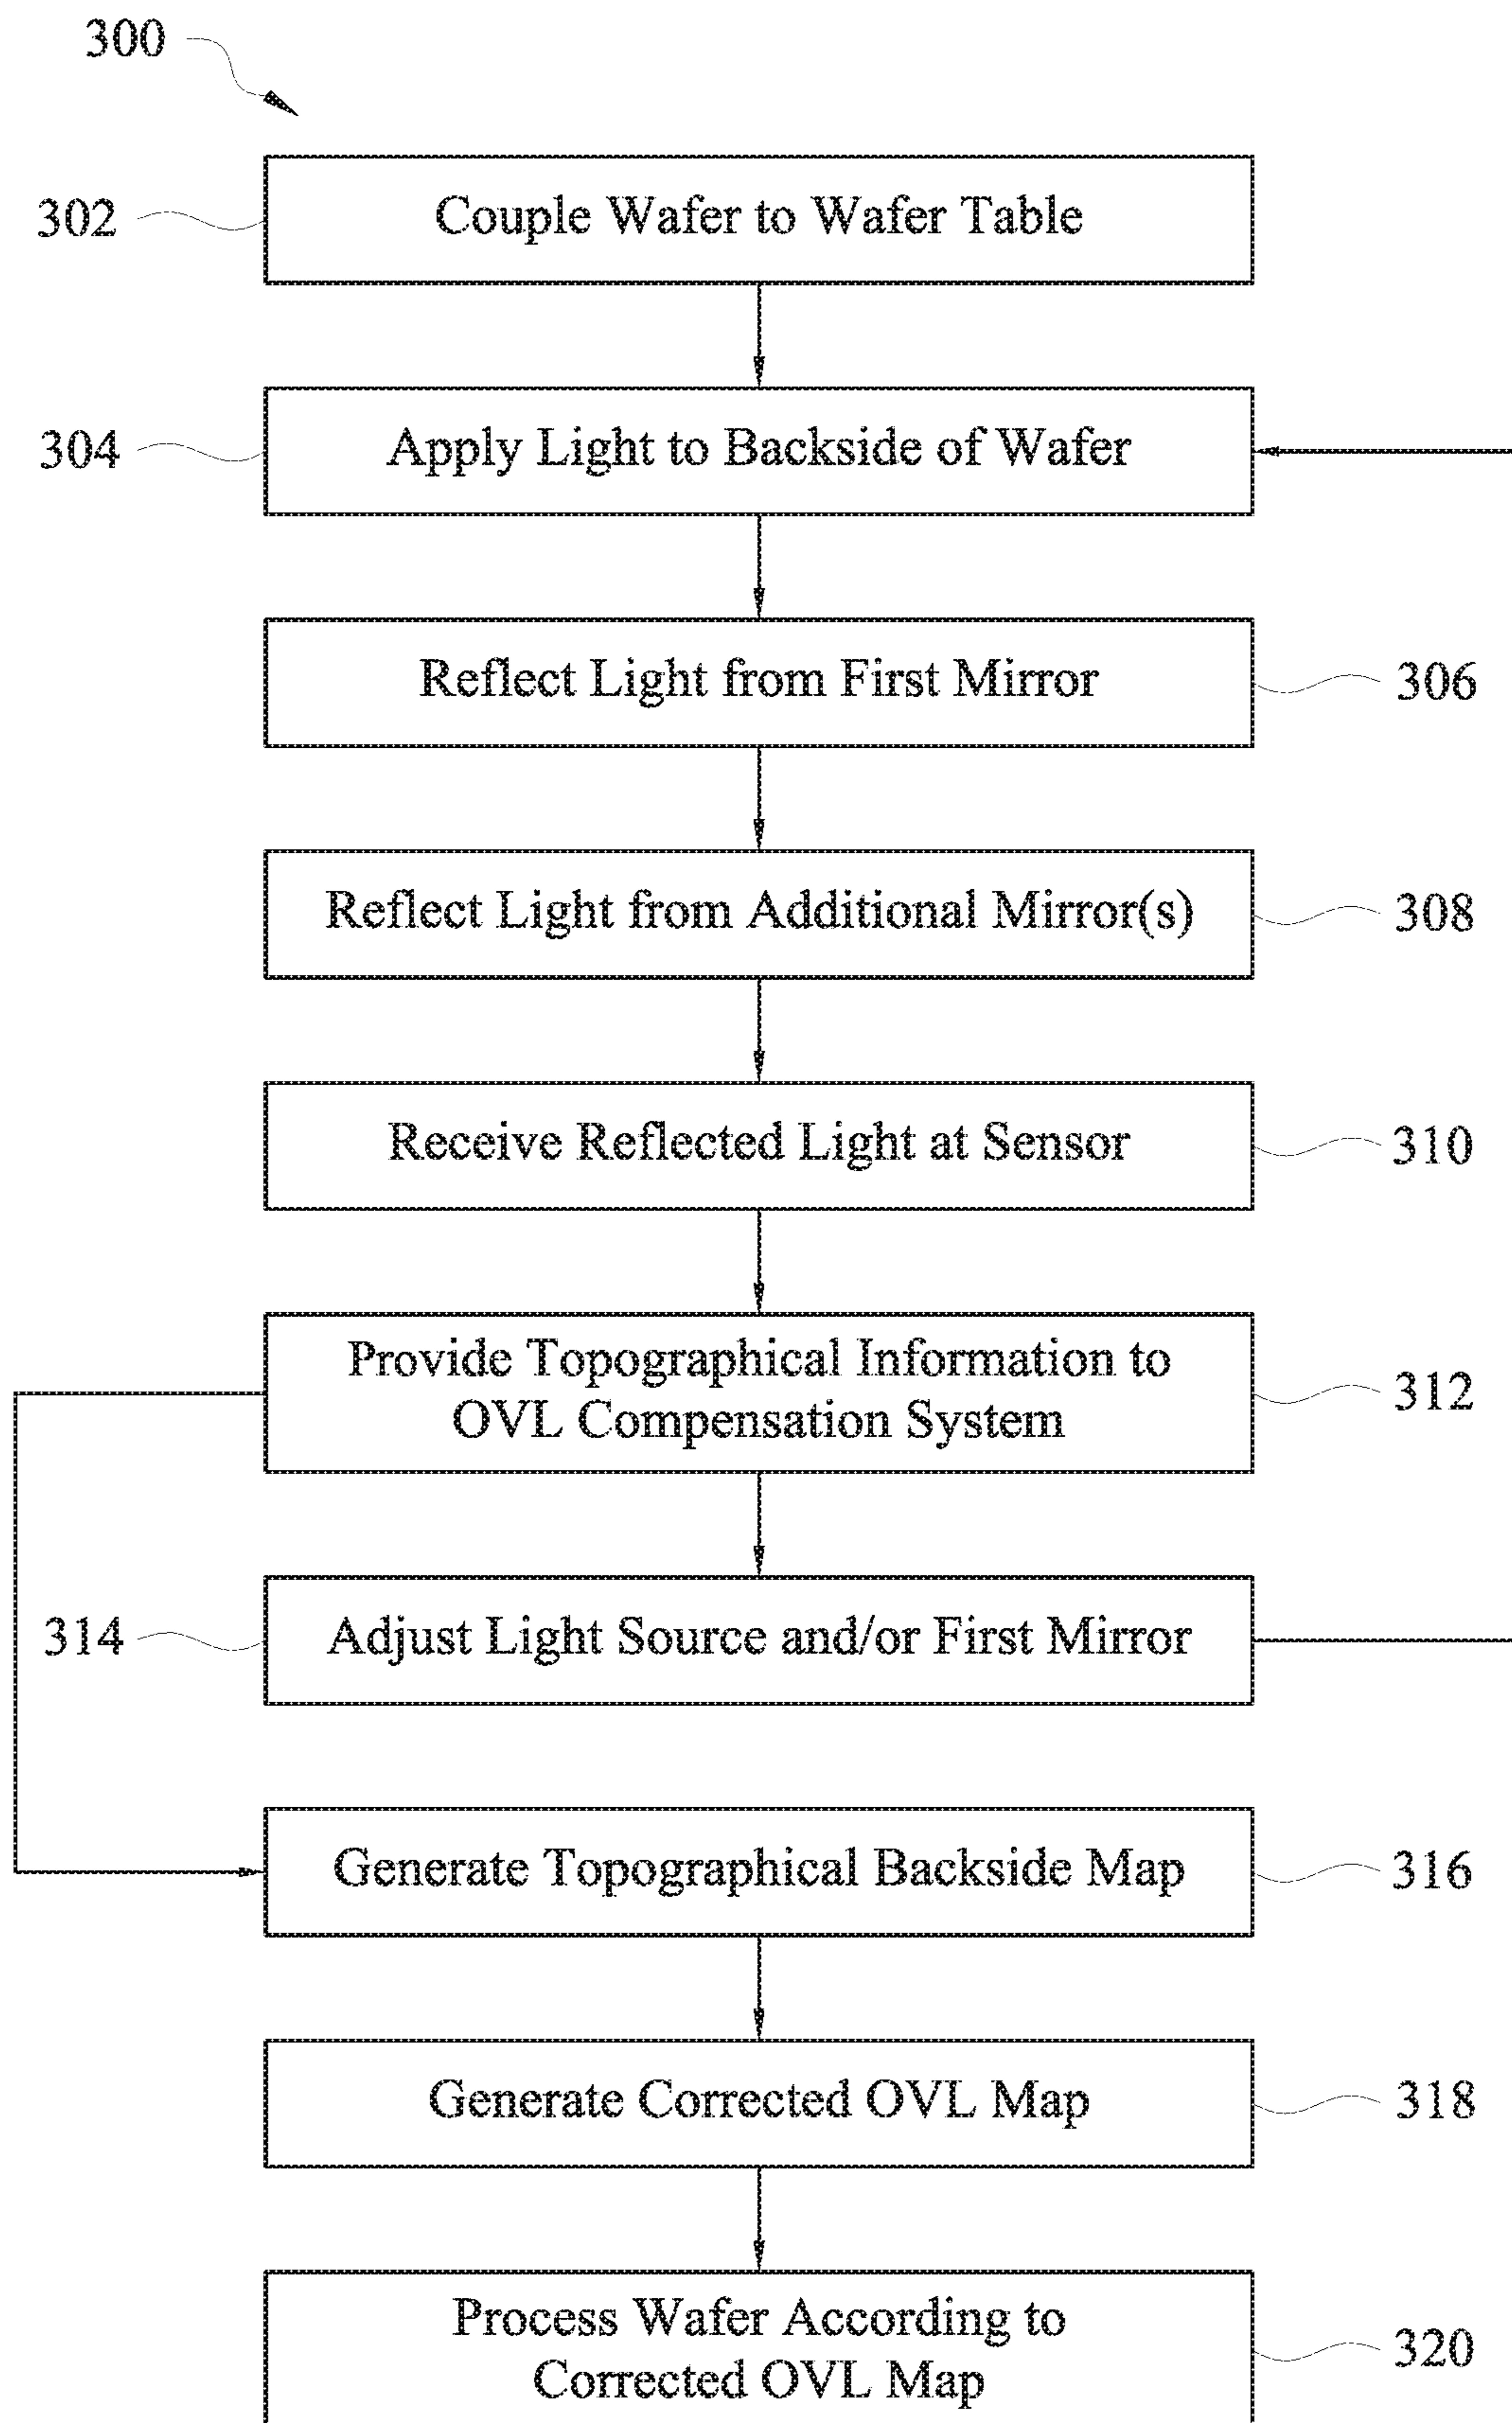 300
302
Couple Wafer to Wafer Table
304
Apply Light to Backside of Wafer
Reflect Light from First Mirror
306
Reflect Light from Additional Mirror(s)
308
Receive Reflected Light at Sensor
310
Provide Topographical Information to
OVL Compensation System
312
314
Adjust Light Source and/or First Mirror
Generate Topographical Backside Map
316
Generate Corrected OVL Map
318
Process Wafer According to
Corrected OVL Map
320